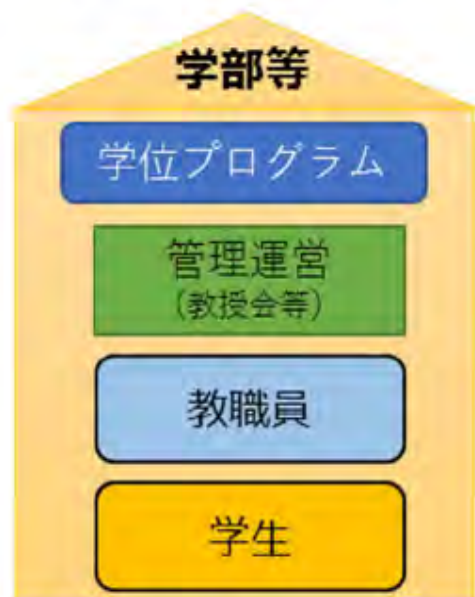 学部等
学位プログラム
管理運営
(教授会等)
教職員
学生